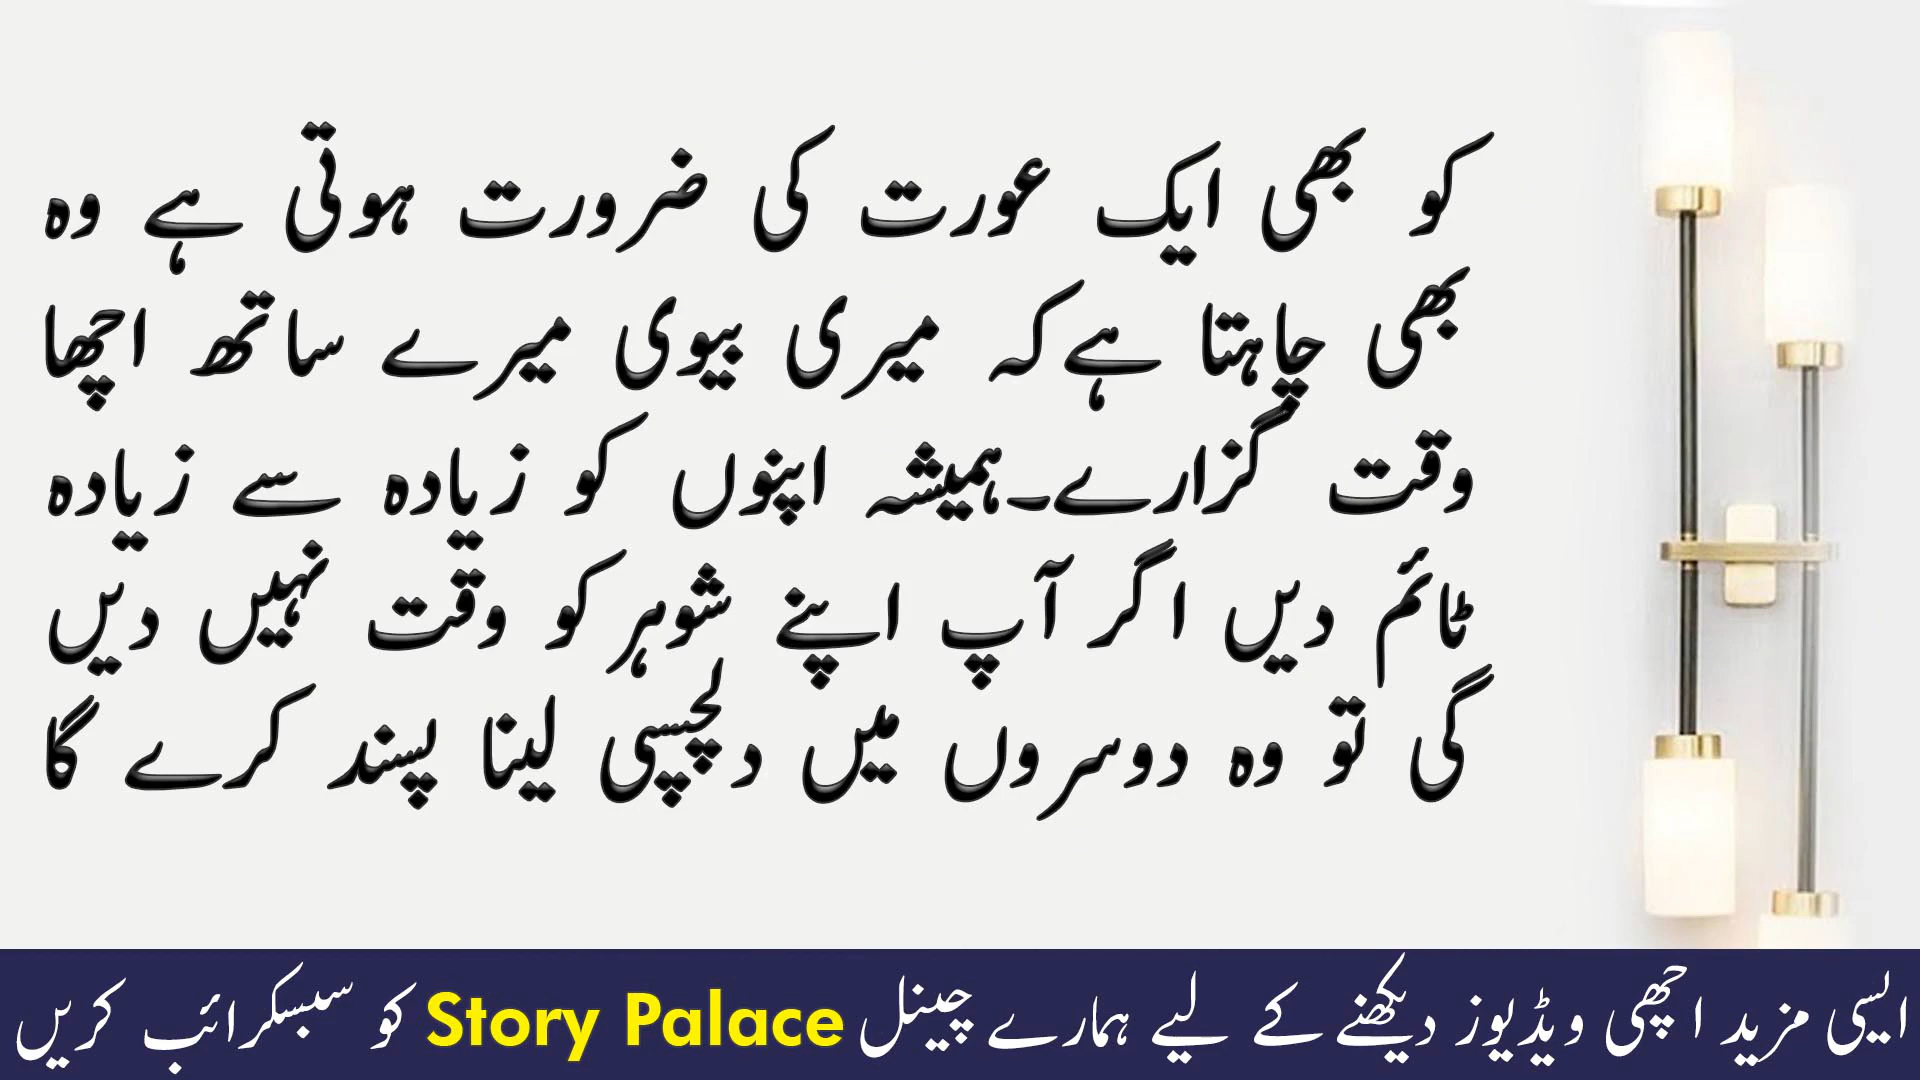 کو بھی ایک عورت کی ضرورت ہوتی ہے وہ
بھی چاہتا ہے کہ میری بیوی میرے ساتھ اچھا
وقت گزارے۔ہمیشہ اپنوں کو زیادہ سے زیادہ
ٹائم دیں اگر آپ اپنے شوہر کو وقت نہیں دیں
گی تو وہ دوسروں میں دلچسپی لینا پسند کرے گا
ایسی مزید اچھی ویڈیوز دیکھنے کے لیے ہمارے چینل Story Palace کو سبسکرائب کریں